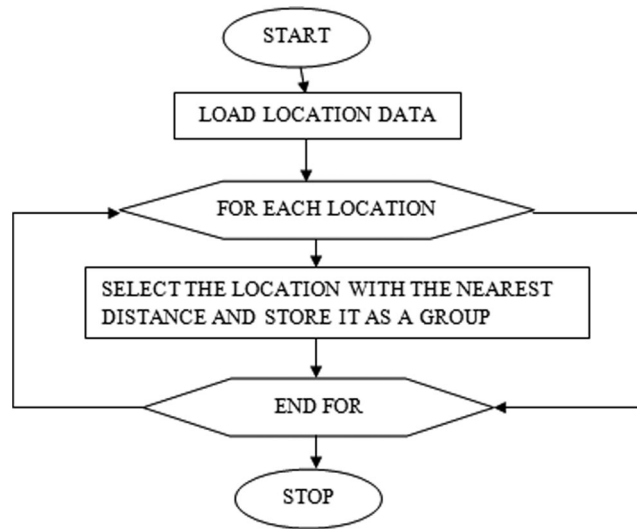 START
LOAD LOCATION DATA
FOR EACH LOCATION
SELECT THE LOCATION WITH THE NEAREST
DISTANCE AND STORE IT AS A GROUP
END FOR
STOP